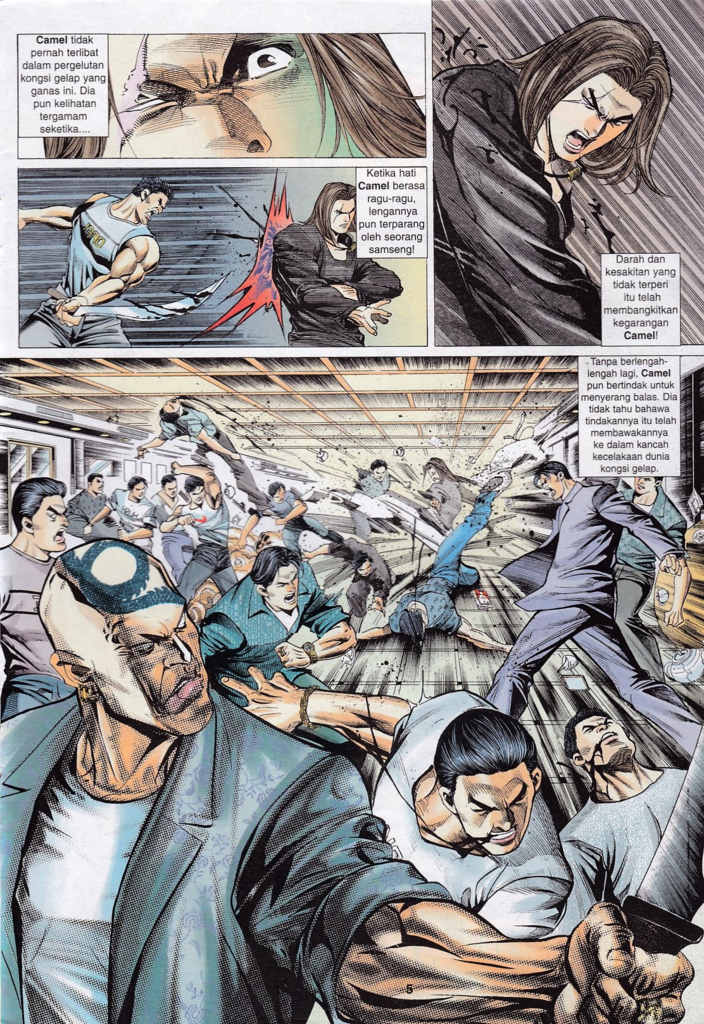 Camel tidak
pernah terlibat
dalam pergelutan
kongsi gelap yang
ganas ini. Dia
pun kelihatan
tergamam
seketika....
Ketika hati
Camel berasa
ragu-ragu,
lengannya
pun terparang
oleh seorang
samseng!
Darah dan
kesakitan yang
tidak terperi
itu telah
membangkitkan
kegarangan
Camel!
Tanpa berlengah-
lengah lagi, Camel
pun bertindak untuk
menyerang balas. Dia
tidak tahu bahawa
tindakannya itu telah
membawakannya
ke dalam kancah
kecelakaan dunia
kongsi gelap.
5